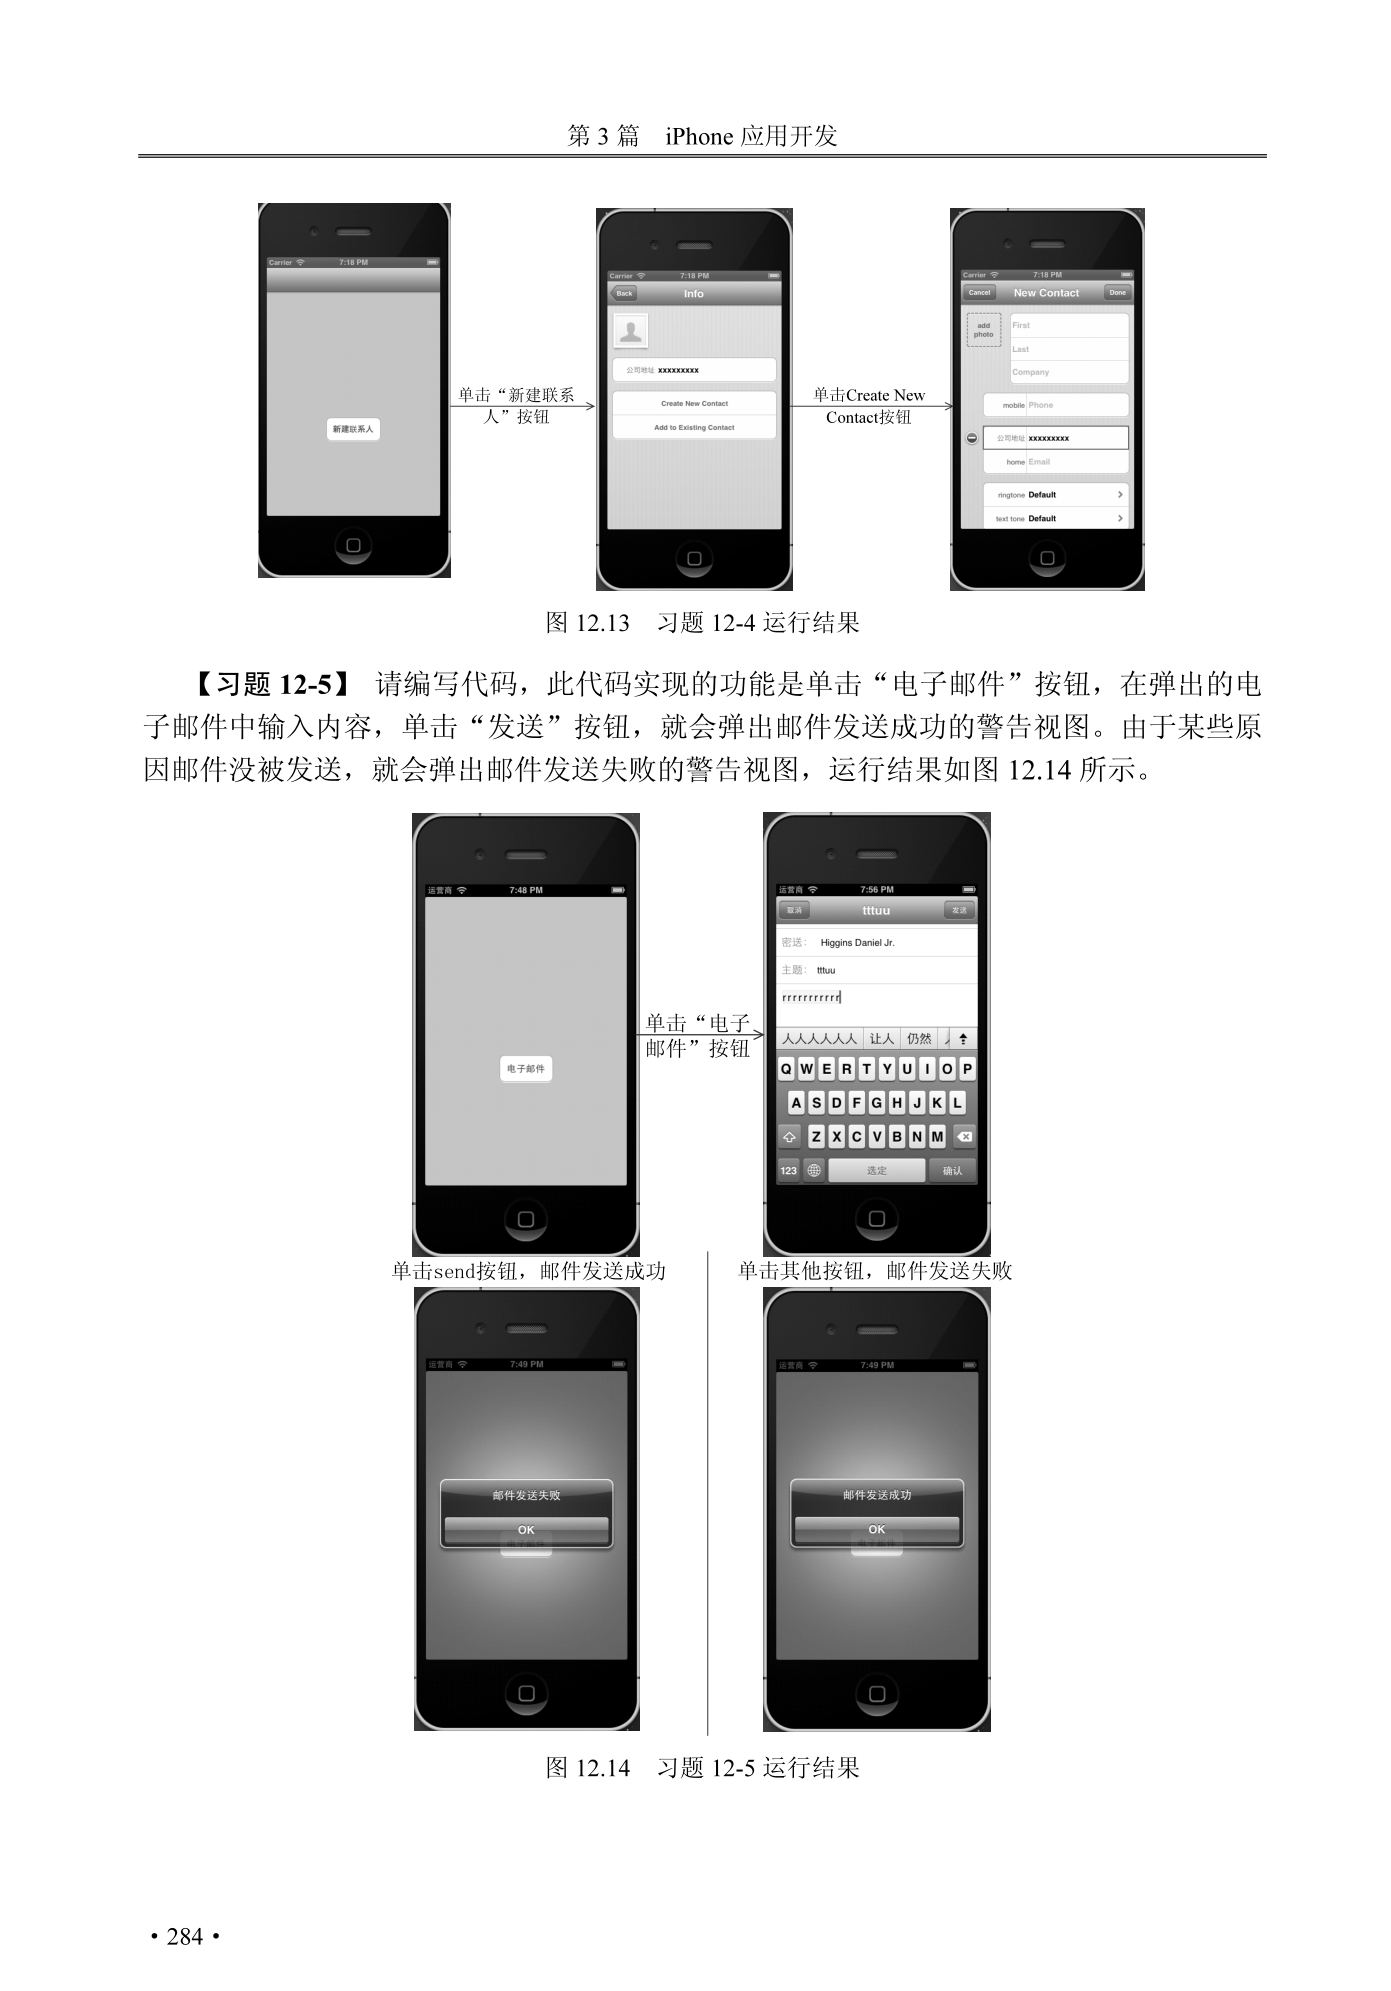 第 3 篇 iPhone 应用开发
Carrier 7:18 PM
新建联系人
单击“新建联系
人”按钮
Carrier 7:18 PM
Back Info
公司地址 xxxxxxxxx
Create New Contact
Add to Existing Contact
单击Create New
Contact按钮
Carrier 7:18 PM
Cancel New Contact Done
add
photo
First
Last
Company
mobile Phone
公司地址 xxxxxxxxx
home Email
ringtone Default
text tone Default
图 12.13 习题 12-4 运行结果
【习题 12-5】 请编写代码，此代码实现的功能是单击“电子邮件”按钮，在弹出的电
子邮件中输入内容，单击“发送”按钮，就会弹出邮件发送成功的警告视图。由于某些原
因邮件没被发送，就会弹出邮件发送失败的警告视图，运行结果如图 12.14 所示。
运营商 7:48 PM
电子邮件
单击“电子
邮件”按钮
运营商 7:56 PM
取消 tttuu 发送
密送： Higgins Daniel Jr.
主题： tttuu
rrrrrrrrrrr
人人人人人人 让人 仍然
Q W E R T Y U I O P
A S D F G H J K L
Z X C V B N M
123 选定 确认
单击send按钮，邮件发送成功
单击其他按钮，邮件发送失败
运营商 7:49 PM
邮件发送失败
OK
电子邮件
运营商 7:49 PM
邮件发送成功
OK
电子邮件
图 12.14 习题 12-5 运行结果
·284·